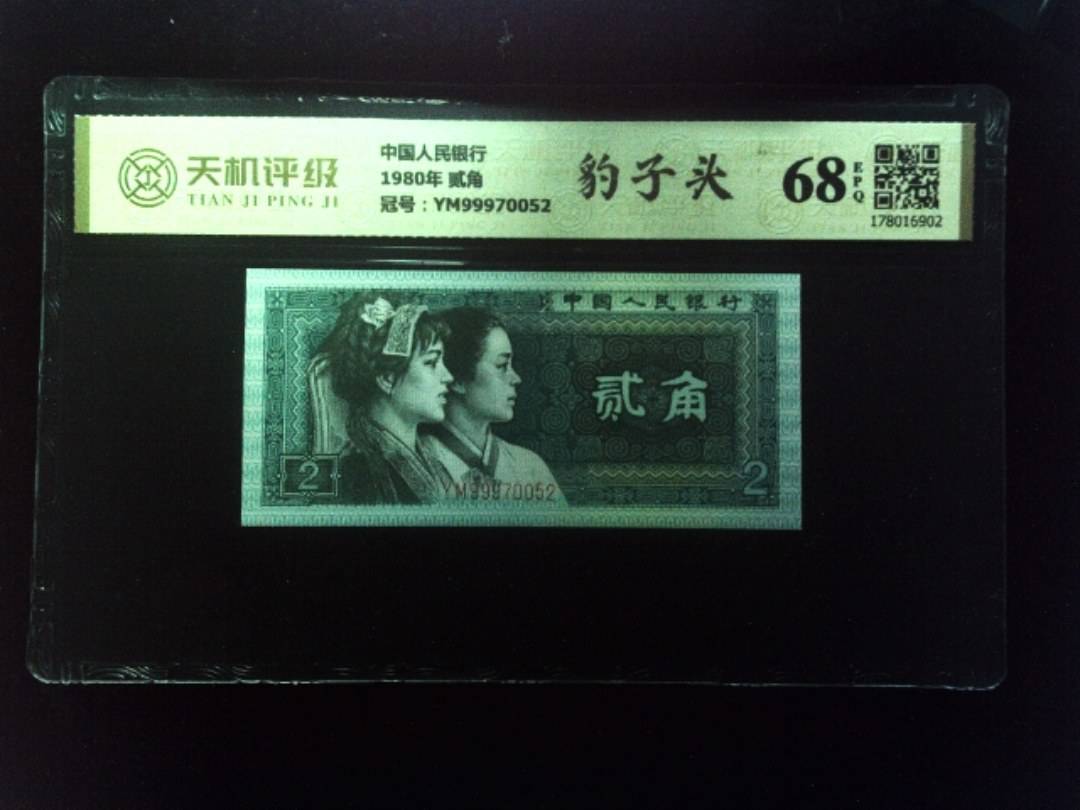 天机评级
TIAN JI PING JI
中国人民银行
1980年 贰角
冠号：YM99970052
豹子头
68
EPQ
178016902
中国人民银行
贰角
2
YM99970052
2